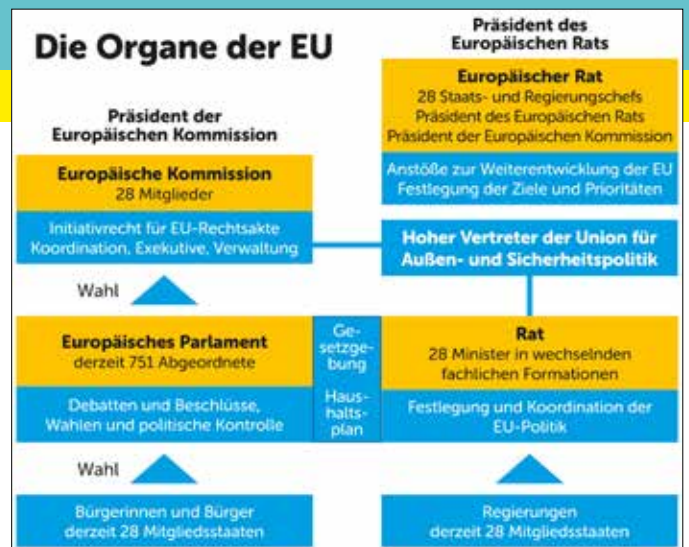 Die Organe der EU
Präsident des
Europäischen Rats
Europäischer Rat
28 Staats- und Regierungschefs
Präsident des Europäischen Rats
Präsident der Europäischen Kommission
Anstöße zur Weiterentwicklung der EU
Festlegung der Ziele und Prioritäten
Präsident der
Europäischen Kommission
Europäische Kommission
28 Mitglieder
Initiativrecht für EU-Rechtsakte
Koordination, Exekutive, Verwaltung
Hoher Vertreter der Union für
Außen- und Sicherheitspolitik
Wahl
Europäisches Parlament
derzeit 751 Abgeordnete
Debatten und Beschlüsse,
Wahlen und politische Kontrolle
Ge-
setzge-
bung
Haus-
halts-
plan
Rat
28 Minister in wechselnden
fachlichen Formationen
Festlegung und Koordination der
EU-Politik
Wahl
Bürgerinnen und Bürger
derzeit 28 Mitgliedsstaaten
Regierungen
derzeit 28 Mitgliedsstaaten